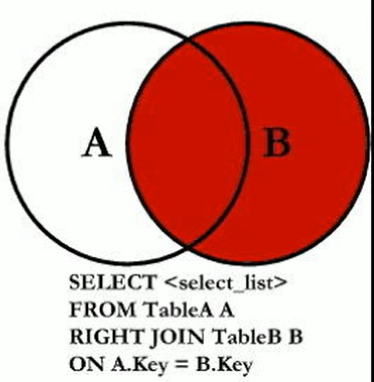 A B
SELECT <select_list>
FROM TableA A
RIGHT JOIN TableB B
ON A.Key = B.Key